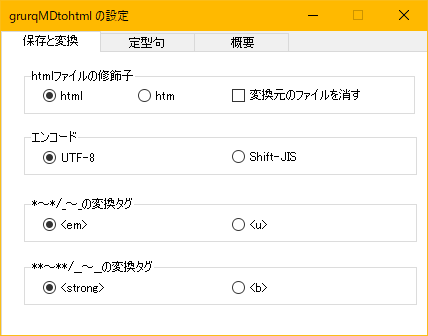 grurqMDtohtml の設定
保存と変換 定型句 概要
htmlファイルの修飾子
html htm 変換元のファイルを消す
エンコード
UTF-8 Shift-JIS
*～*/_～_の変換タグ
<em> <u>
**～**/__～__の変換タグ
<strong> <b>